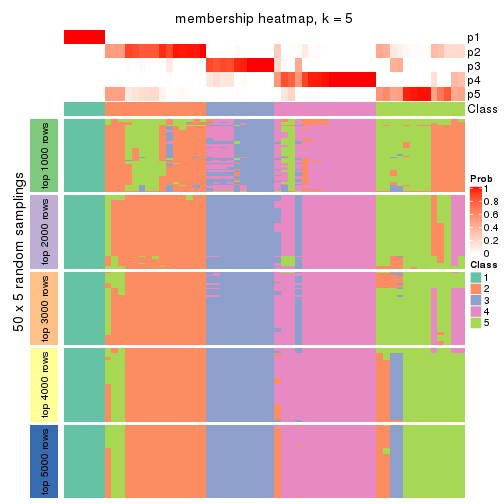 membership heatmap, k = 5
p1
p2
p3
p4
p5
Class
50 x 5 random samplings
top 1000 rows
top 2000 rows
top 3000 rows
top 4000 rows
top 5000 rows
Prob
1
0.8
0.6
0.4
0.2
0
Class
1
2
3
4
5